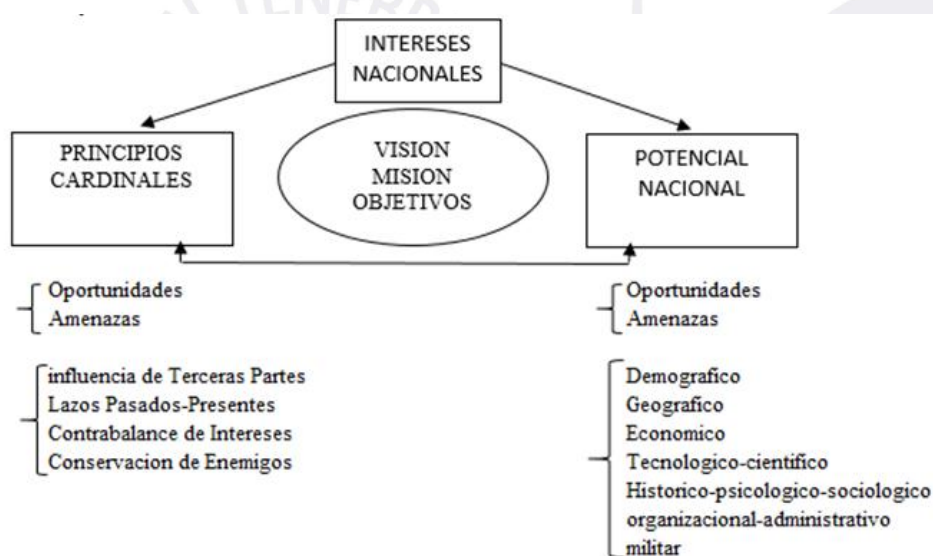 INTERESES
NACIONALES
PRINCIPIOS
CARDINALES
VISION
MISION
OBJETIVOS
POTENCIAL
NACIONAL
Oportunidades
Amenazas
influencia de Terceras Partes
Lazos Pasados-Presentes
Contrabalance de Intereses
Conservacion de Enemigos
Oportunidades
Amenazas
Demografico
Geografico
Economico
Tecnologico-cientifico
Historico-psicologico-sociologico
organizacional-administrativo
militar